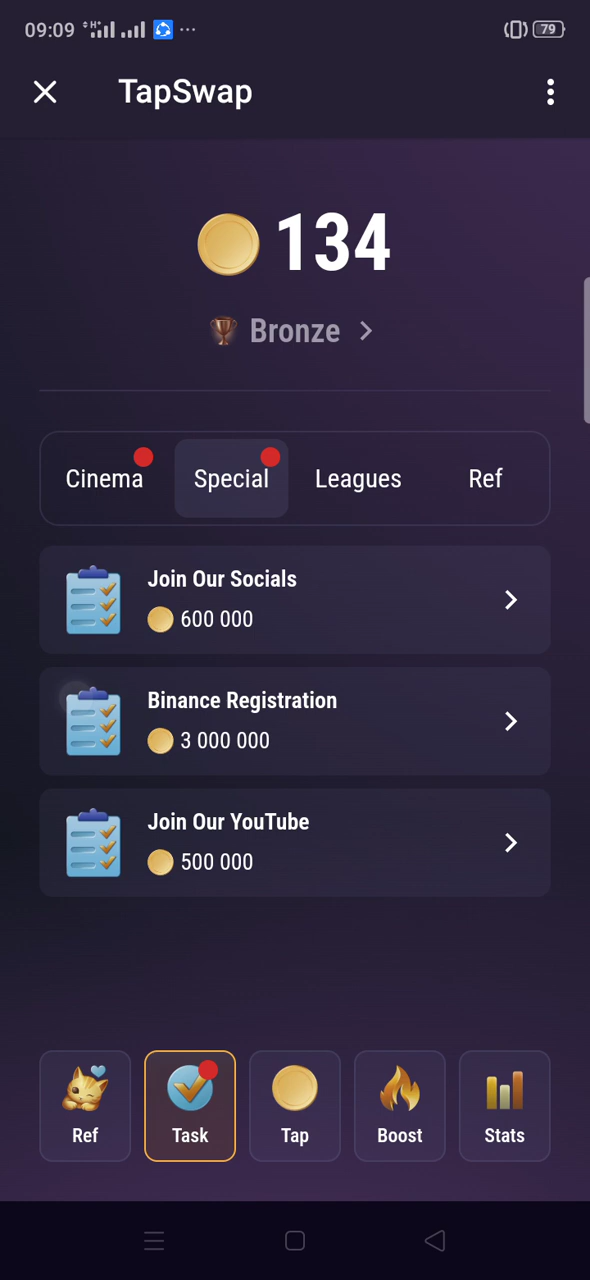 09:09 H+ ... 79
TapSwap
134
Bronze
Cinema Special Leagues Ref
Join Our Socials
600 000
Binance Registration
3 000 000
Join Our YouTube
500 000
Ref Task Tap Boost Stats